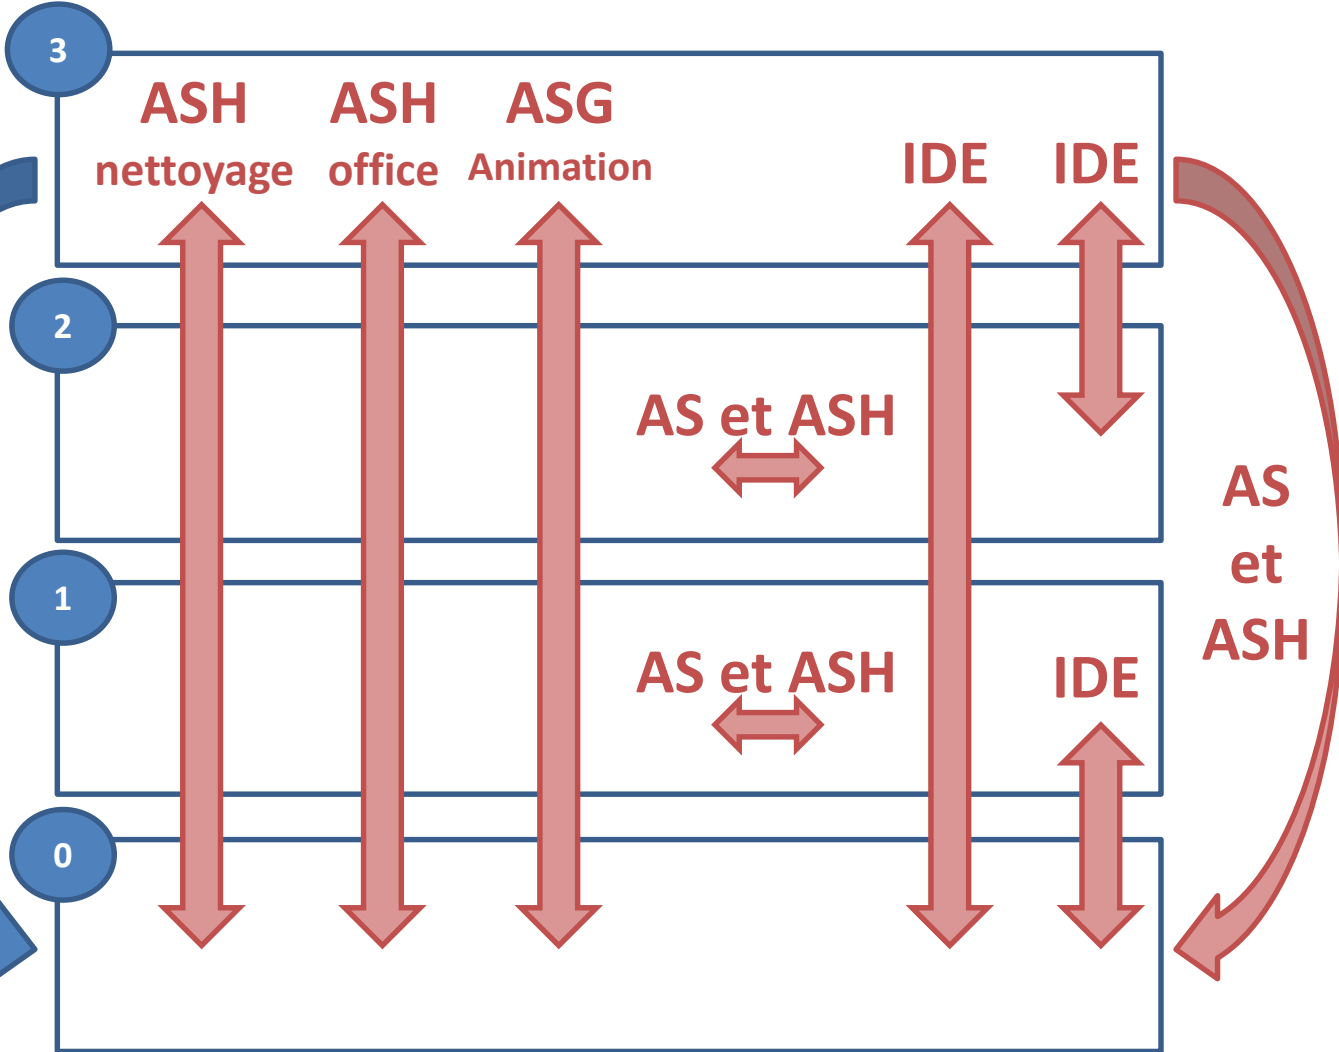 3
ASH
nettoyage
ASH
office
ASG
Animation
IDE
IDE
2
AS et ASH
AS
et
ASH
1
AS et ASH
IDE
0